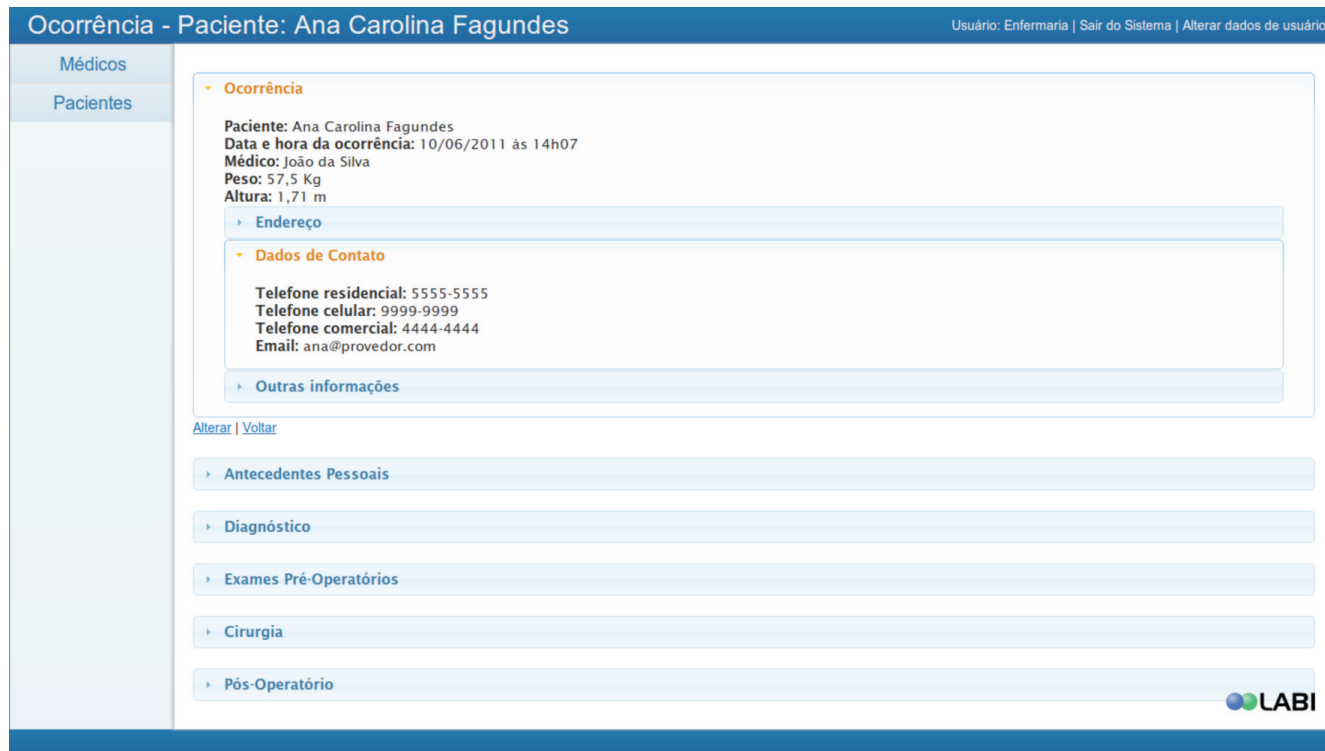 Ocorrência - Paciente: Ana Carolina Fagundes
Usuário: Enfermaria | Sair do Sistema | Alterar dados de usuário
Médicos
Pacientes
Ocorrência
Paciente: Ana Carolina Fagundes
Data e hora da ocorrência: 10/06/2011 às 14h07
Médico: João da Silva
Peso: 57,5 Kg
Altura: 1,71 m
Endereço
Dados de Contato
Telefone residencial: 5555-5555
Telefone celular: 9999-9999
Telefone comercial: 4444-4444
Email: ana@provedor.com
Outras informações
Alterar | Voltar
Antecedentes Pessoais
Diagnóstico
Exames Pré-Operatórios
Cirurgia
Pós-Operatório
LABI